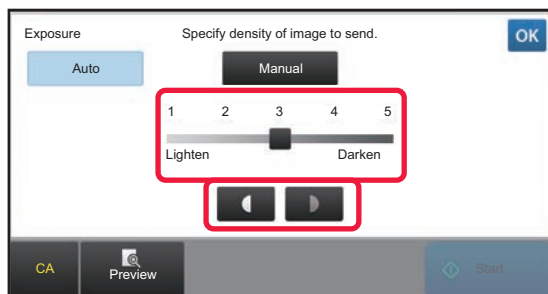 Exposure Specify density of image to send. OK
Auto Manual
1 2 3 4 5
Lighten Darken
CA Preview Start